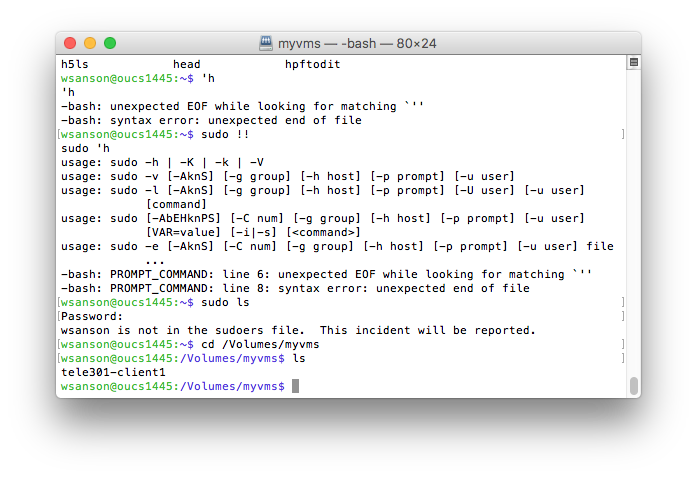 myvms — -bash — 80×24
h5ls head hpftodit
wsanson@oucs1445:~$ 'h
'h
-bash: unexpected EOF while looking for matching `''
-bash: syntax error: unexpected end of file
[wsanson@oucs1445:~$ sudo !! ]
sudo 'h
usage: sudo -h | -K | -k | -V
usage: sudo -v [-AknS] [-g group] [-h host] [-p prompt] [-u user]
usage: sudo -l [-AknS] [-g group] [-h host] [-p prompt] [-U user] [-u user]
[command]
usage: sudo [-AbEHknPS] [-C num] [-g group] [-h host] [-p prompt] [-u user]
[VAR=value] [-i|-s] [<command>]
usage: sudo -e [-AknS] [-C num] [-g group] [-h host] [-p prompt] [-u user] file
...
-bash: PROMPT_COMMAND: line 6: unexpected EOF while looking for matching `''
-bash: PROMPT_COMMAND: line 8: syntax error: unexpected end of file
[wsanson@oucs1445:~$ sudo ls ]
[Password: ]
wsanson is not in the sudoers file. This incident will be reported.
[wsanson@oucs1445:~$ cd /Volumes/myvms ]
[wsanson@oucs1445:/Volumes/myvms$ ls ]
tele301-client1
wsanson@oucs1445:/Volumes/myvms$